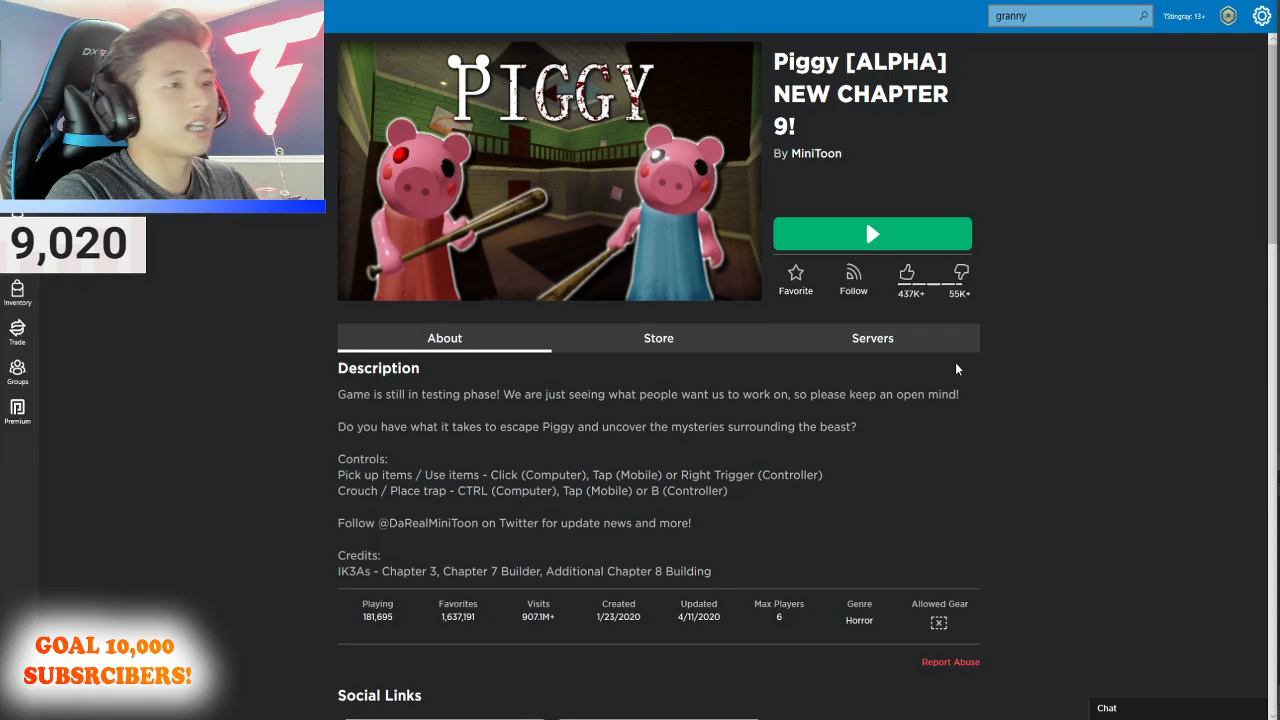 granny
TStingray: 13+
PIGGY
Piggy [ALPHA]
NEW CHAPTER
9!
By MiniToon
9,020
Inventory
Trade
Groups
Premium
Favorite
Follow
437K+
55K+
About
Store
Servers
Description
Game is still in testing phase! We are just seeing what people want us to work on, so please keep an open mind!
Do you have what it takes to escape Piggy and uncover the mysteries surrounding the beast?
Controls:
Pick up items / Use items - Click (Computer), Tap (Mobile) or Right Trigger (Controller)
Crouch / Place trap - CTRL (Computer), Tap (Mobile) or B (Controller)
Follow @DaRealMiniToon on Twitter for update news and more!
Credits:
IK3As - Chapter 3, Chapter 7 Builder, Additional Chapter 8 Building
Playing Favorites Visits Created Updated Max Players Genre Allowed Gear
181,695 1,637,191 907.1M+ 1/23/2020 4/11/2020 6 Horror
GOAL 10,000
SUBSRCIBERS!
Report Abuse
Social Links
Chat